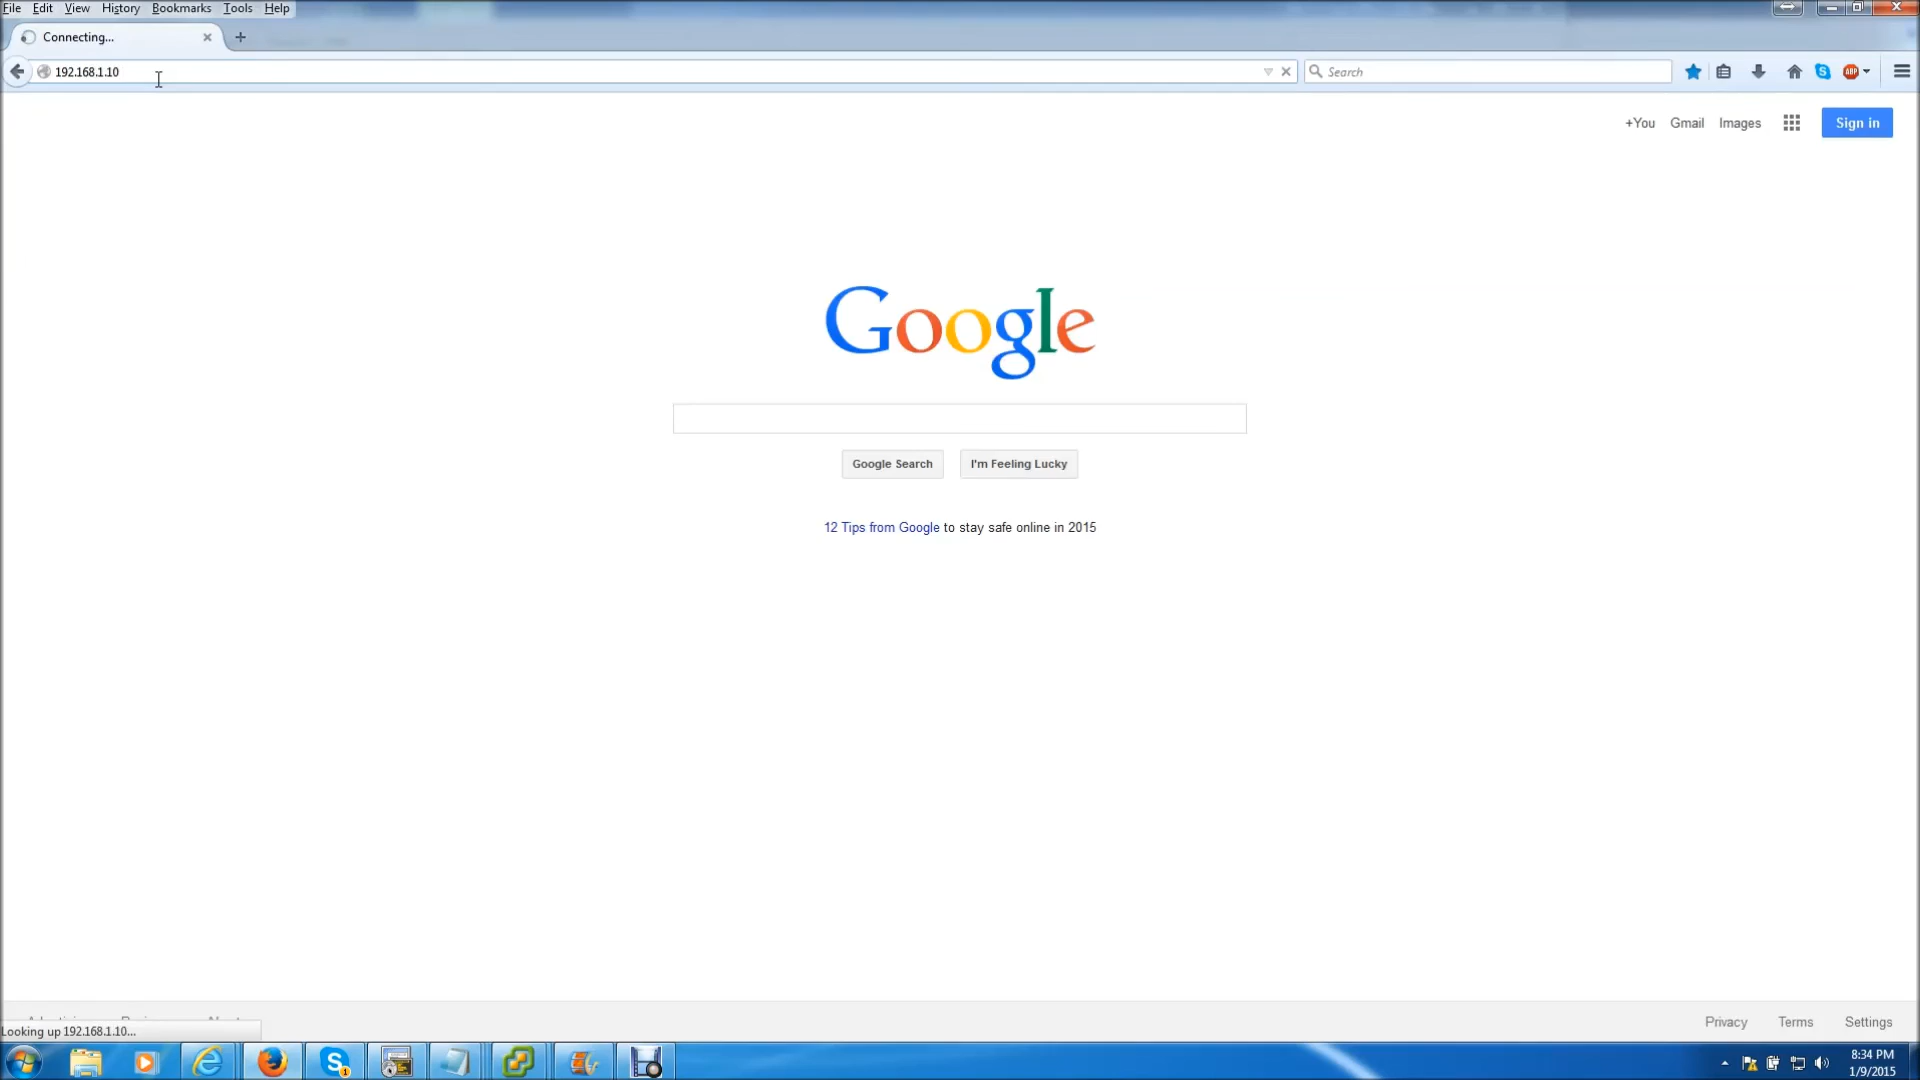 File Edit View History Bookmarks Tools Help
Connecting...
192.168.1.10
Search
ABP
+You Gmail Images Sign in
Google
Google Search I'm Feeling Lucky
12 Tips from Google to stay safe online in 2015
Looking up 192.168.1.10...
Privacy Terms Settings
8:34 PM
1/9/2015